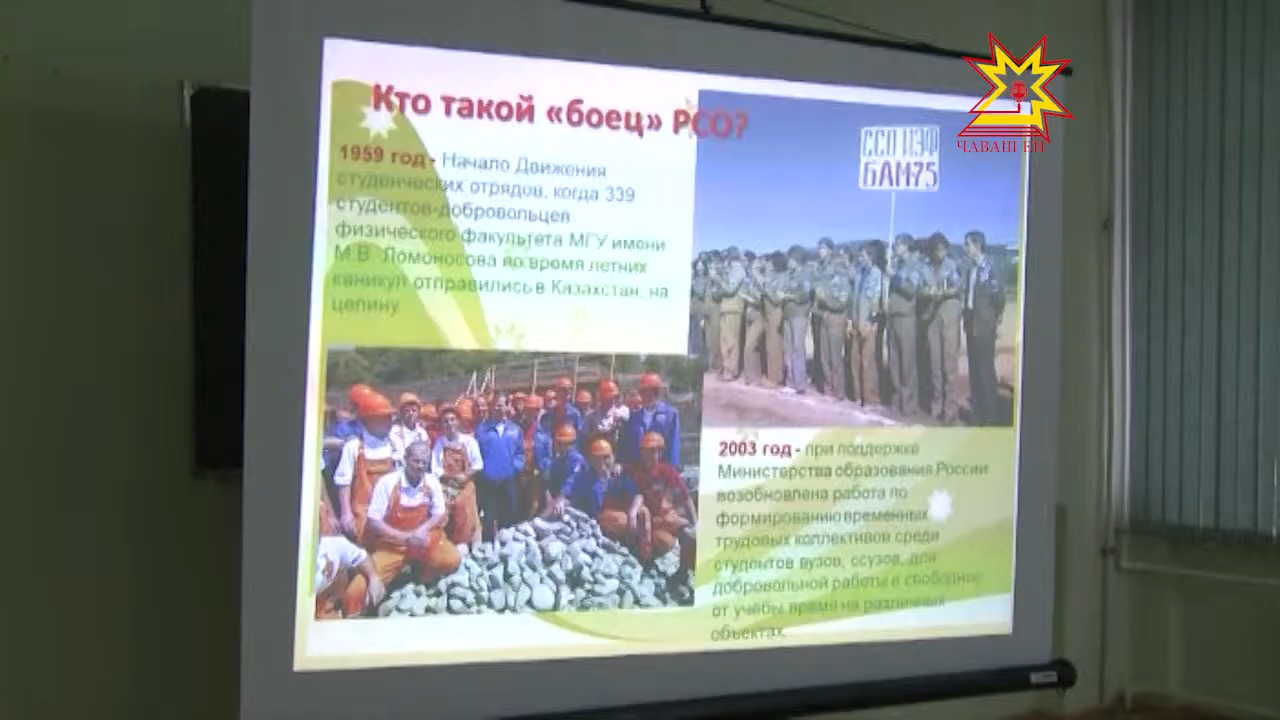 Кто такой «боец» РСО?
1959 год - Начало Движения
студенческих отрядов, когда 339
студентов-добровольцев
физического факультета МГУ имени
М.В. Ломоносова во время летних
каникул отправились в Казахстан, на
целину
БАМ-75
2003 год - при поддержке
Министерства образования России
возобновлена работа по
формированию временных
трудовых коллективов среди
студентов вузов, ссузов, для
добровольной работы в свободное
от учебы время на различных
объектах.
ЧАВАШ ЕН